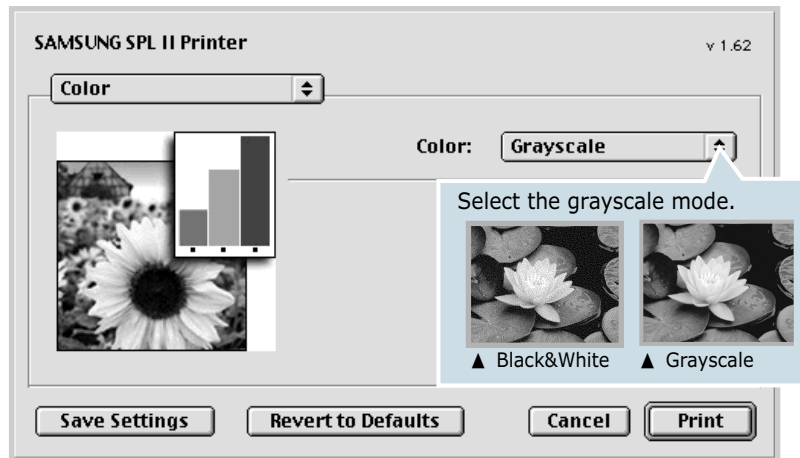 SAMSUNG SPL II Printer
v 1.62
Color
Color: Grayscale
Select the grayscale mode.
▲ Black&White ▲ Grayscale
Save Settings Revert to Defaults Cancel Print